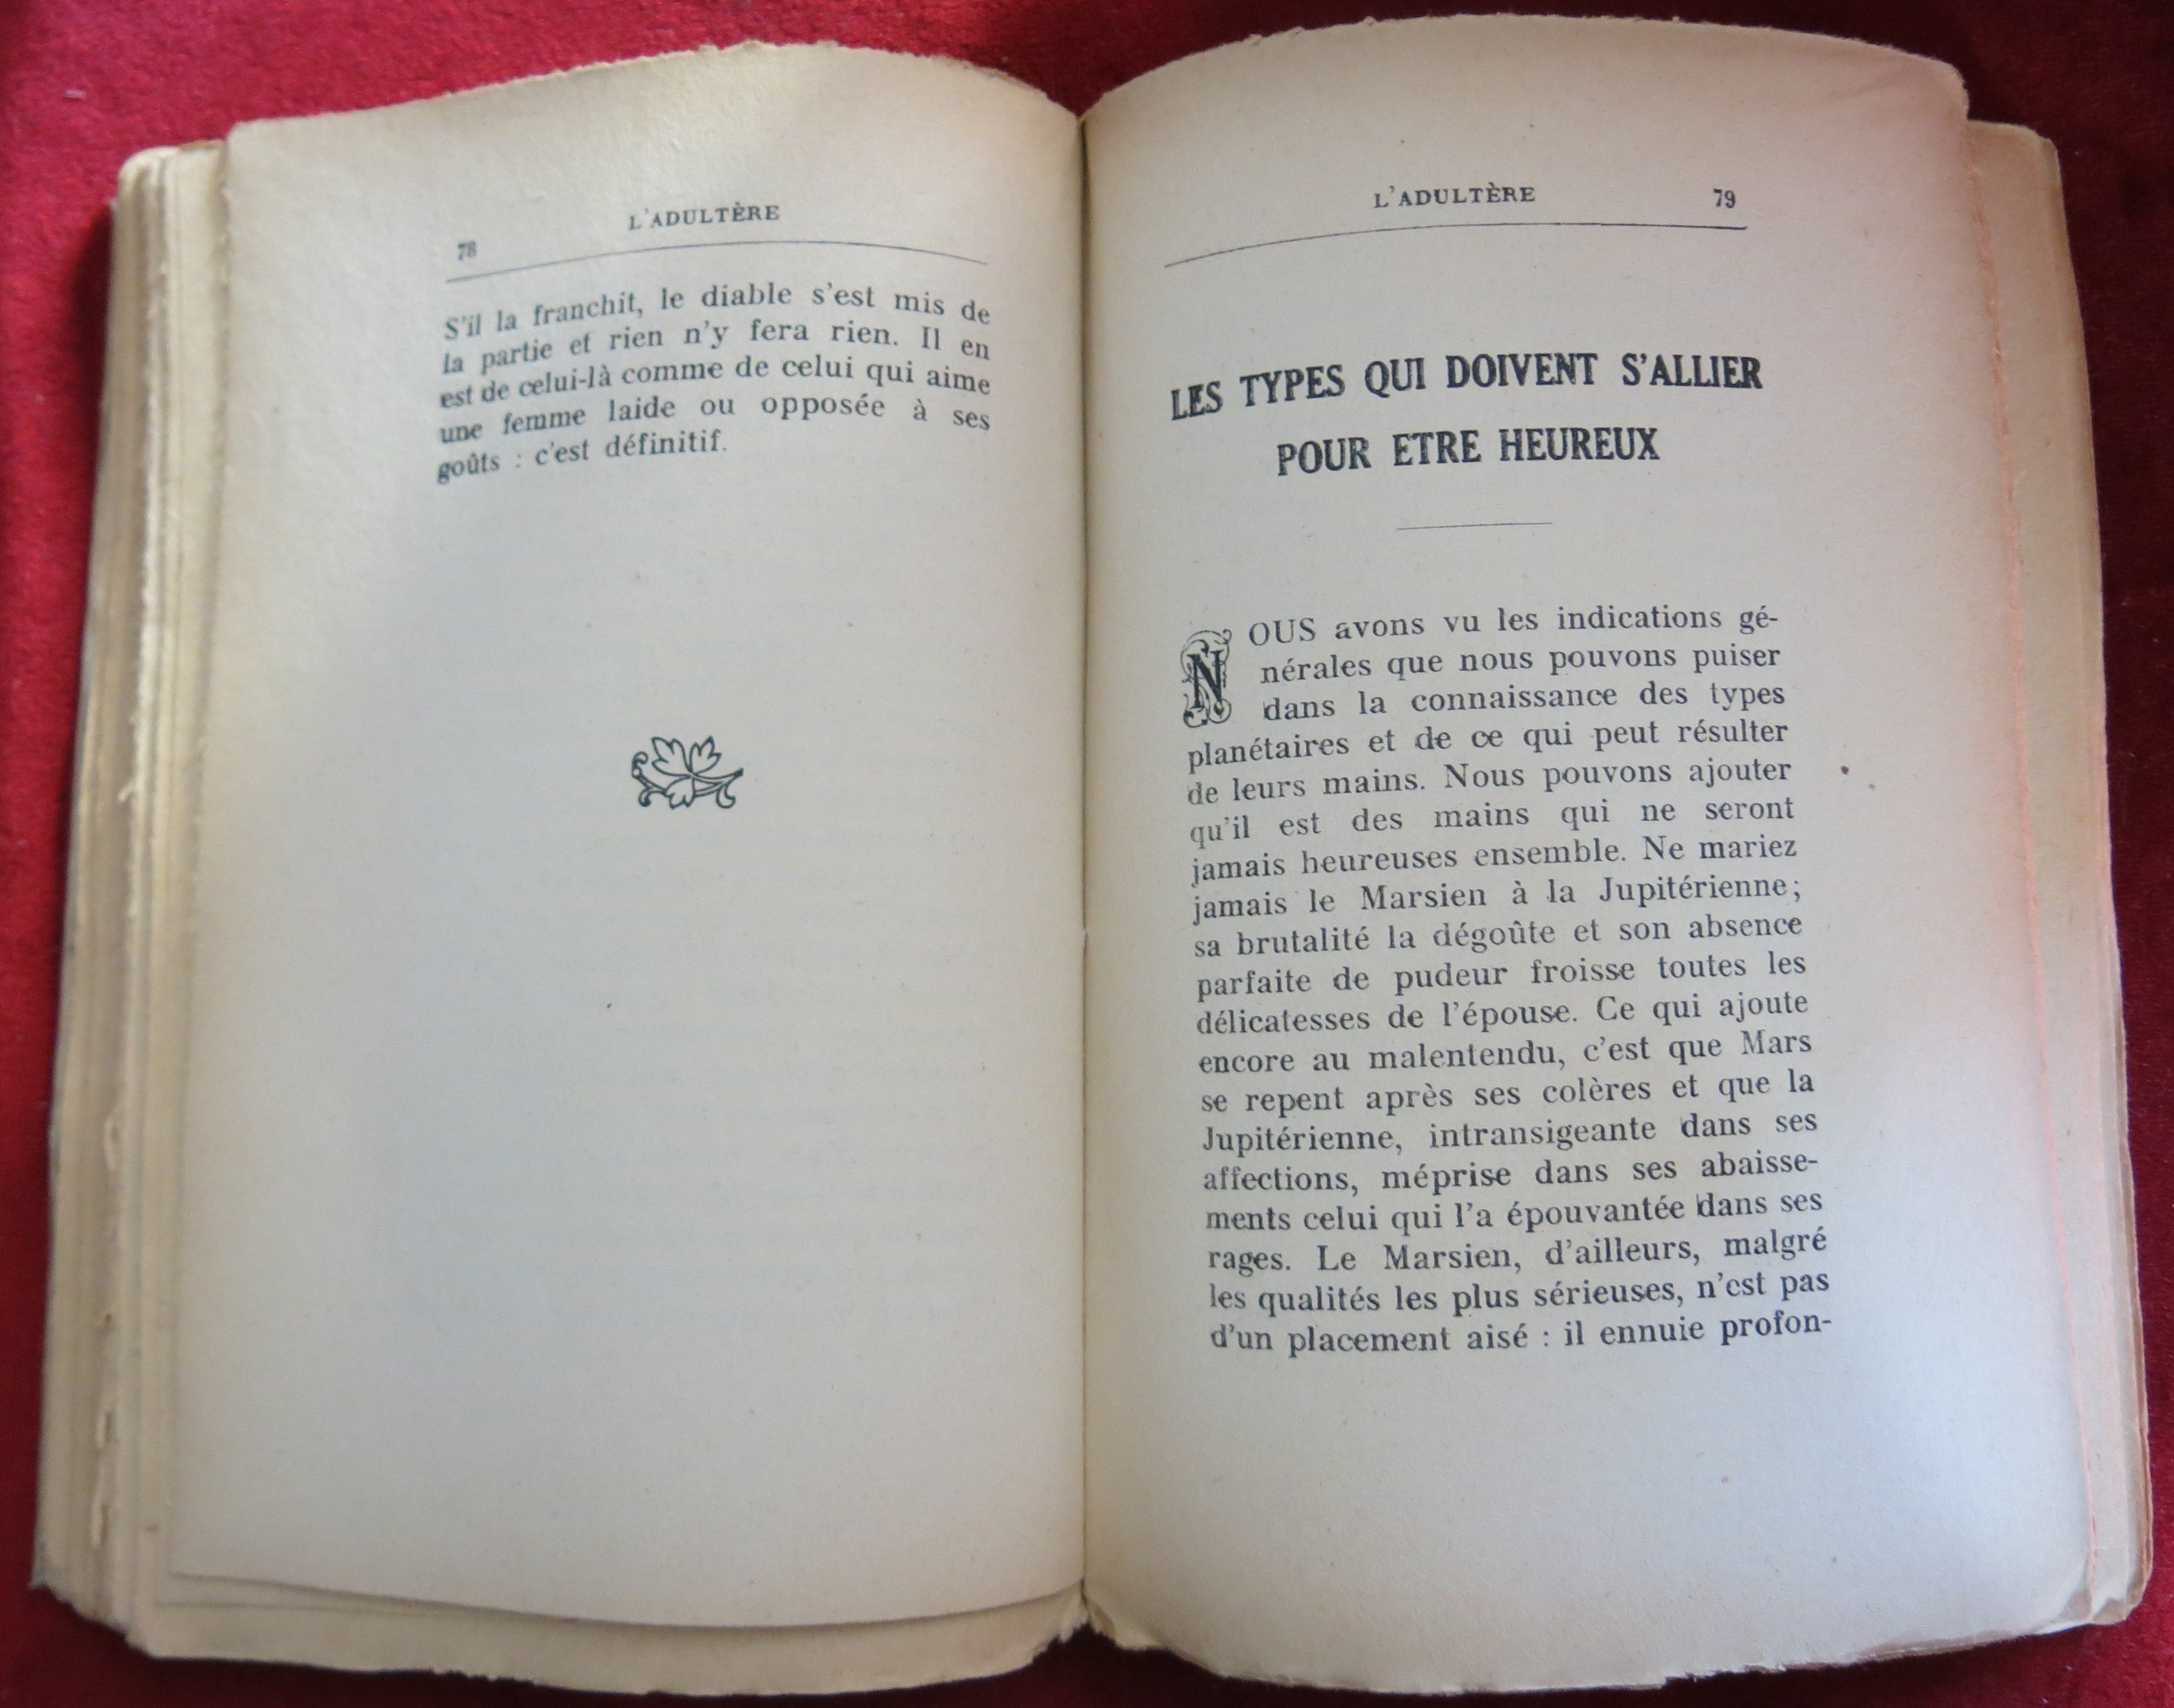 78
L'ADULTÈRE
S'il la franchit, le diable s'est mis de
la partie et rien n'y fera rien. Il en
est de celui-là comme de celui qui aime
une femme laide ou opposée à ses
goûts : c'est définitif.
L'ADULTÈRE 79
LES TYPES QUI DOIVENT S'ALLIER
POUR ETRE HEUREUX
NOUS avons vu les indications gé-
nérales que nous pouvons puiser
dans la connaissance des types
planétaires et de ce qui peut résulter
de leurs mains. Nous pouvons ajouter
qu'il est des mains qui ne seront
jamais heureuses ensemble. Ne mariez
jamais le Marsien à la Jupitérienne;
sa brutalité la dégoûte et son absence
parfaite de pudeur froisse toutes les
délicatesses de l'épouse. Ce qui ajoute
encore au malentendu, c'est que Mars
se repent après ses colères et que la
Jupitérienne, intransigeante dans ses
affections, méprise dans ses abaisse-
ments celui qui l'a épouvantée dans ses
rages. Le Marsien, d'ailleurs, malgré
les qualités les plus sérieuses, n'est pas
d'un placement aisé : il ennuie profon-